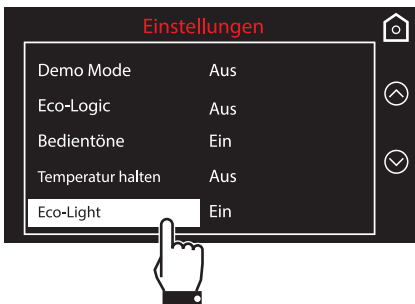 Einstellungen
Demo Mode Aus
Eco-Logic Aus
Bedientöne Ein
Temperatur halten Aus
Eco-Light Ein